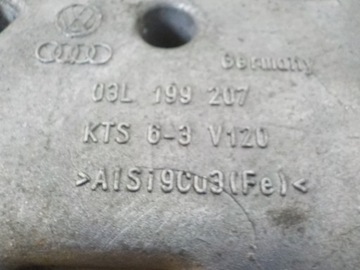 Germany
03L 199 207
KTS 6-3 V120
>AlSi9Cu3(Fe)<